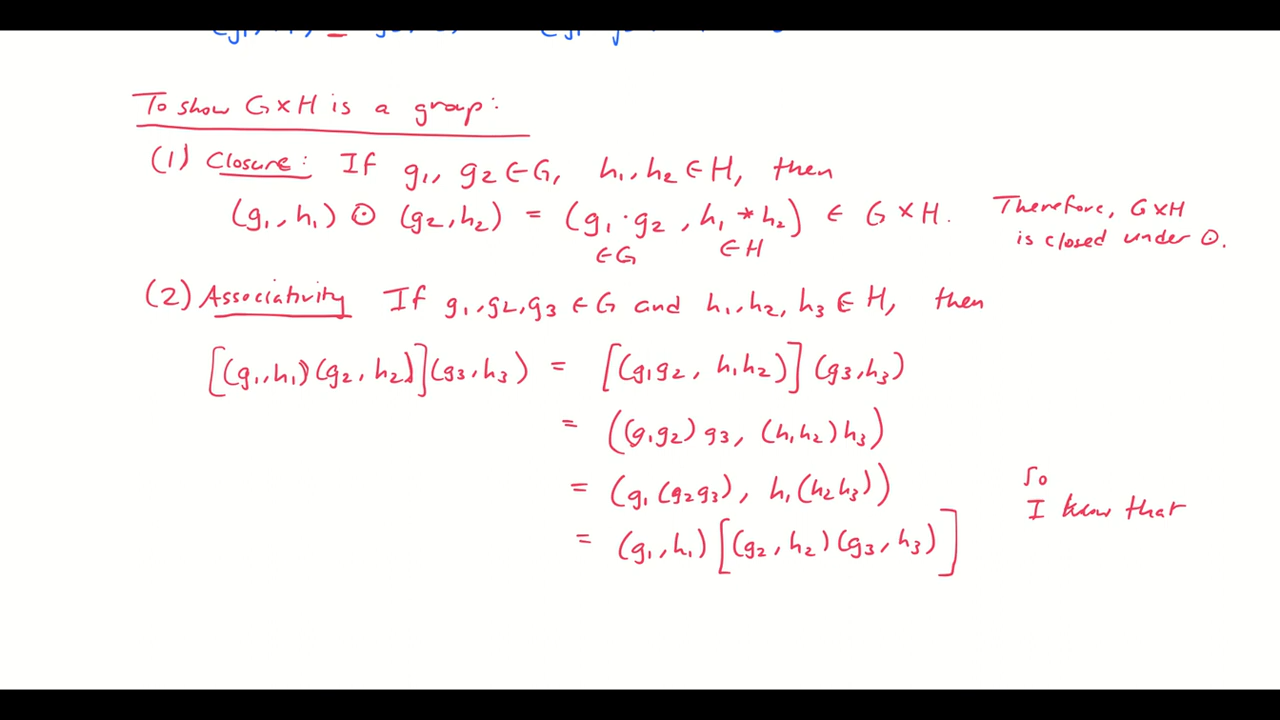 To show G×H is a group:
(1) Closure: If g₁, g₂ ∈ G, h₁, h₂ ∈ H, then
(g₁, h₁) ⊙ (g₂, h₂) = (g₁ · g₂, h₁ * h₂) ∈ G × H.
∈G ∈H
Therefore, G×H
is closed under ⊙.
(2) Associativity If g₁, g₂, g₃ ∈ G and h₁, h₂, h₃ ∈ H, then
[(g₁, h₁)(g₂, h₂)](g₃, h₃) = [(g₁g₂, h₁h₂)](g₃, h₃)
= ((g₁g₂)g₃, (h₁h₂)h₃)
= (g₁(g₂g₃), h₁(h₂h₃))
= (g₁, h₁)[(g₂, h₂)(g₃, h₃)]
So
I know that